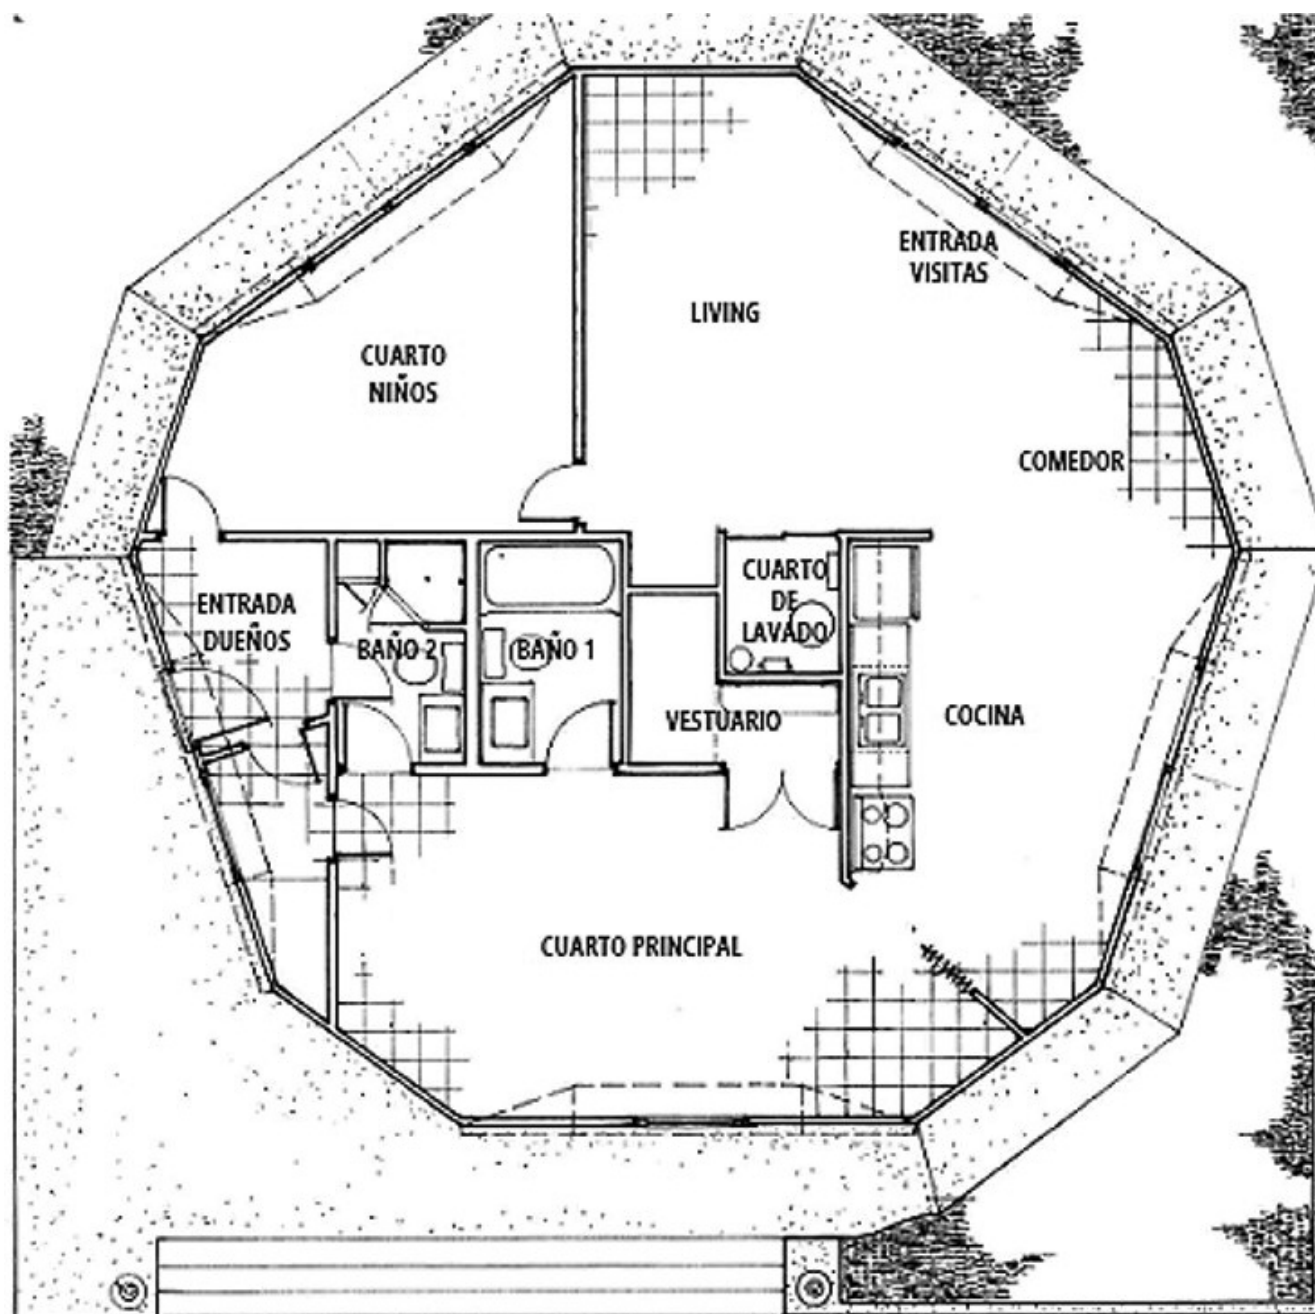 ENTRADA
VISITAS
LIVING
CUARTO
NIÑOS
COMEDOR
CUARTO
DE
LAVADO
ENTRADA
DUEÑOS
BAÑO 2
BAÑO 1
VESTUARIO
COCINA
CUARTO PRINCIPAL